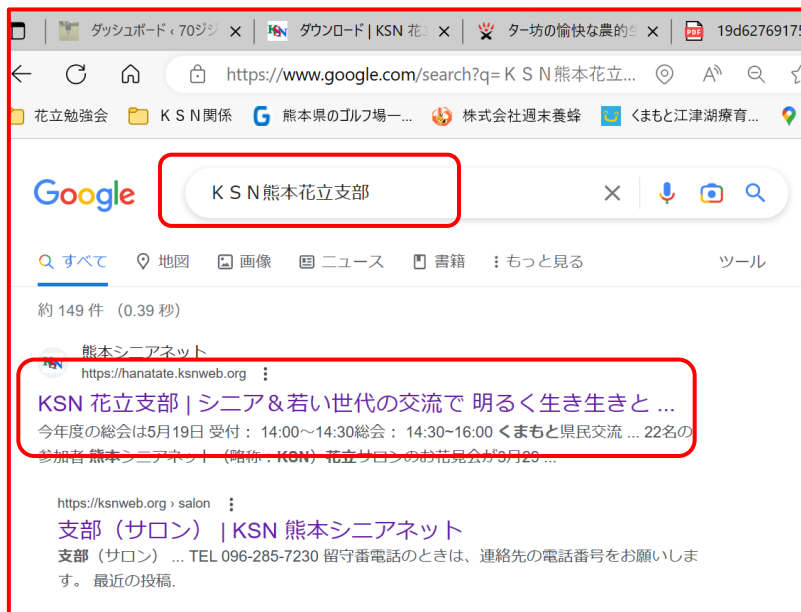 ダッシュボード ‹ 70ジジ
ダウンロード | KSN 花
ター坊の愉快な農的
PDF
19d62769175
https://www.google.com/search?q=ＫＳＮ熊本花立...
花立勉強会
ＫＳＮ関係
熊本県のゴルフ場一...
株式会社週末養蜂
くまもと江津湖療育...
Google
ＫＳＮ熊本花立支部
すべて
地図
画像
ニュース
書籍
もっと見る
ツール
約 149 件 （0.39 秒）
熊本シニアネット
https://hanatate.ksnweb.org
KSN 花立支部 | シニア＆若い世代の交流で 明るく生き生きと ...
今年度の総会は5月19日 受付： 14:00～14:30総会： 14:30~16:00 くまもと県民交流 ... 22名の
参加者 熊本シニアネット（略称：KSN）花立サロンのお花見会が3月29 ...
https://ksnweb.org › salon
支部（サロン） | KSN 熊本シニアネット
支部（サロン） ... TEL 096-285-7230 留守番電話のときは、連絡先の電話番号をお願いしま
す。 最近の投稿.